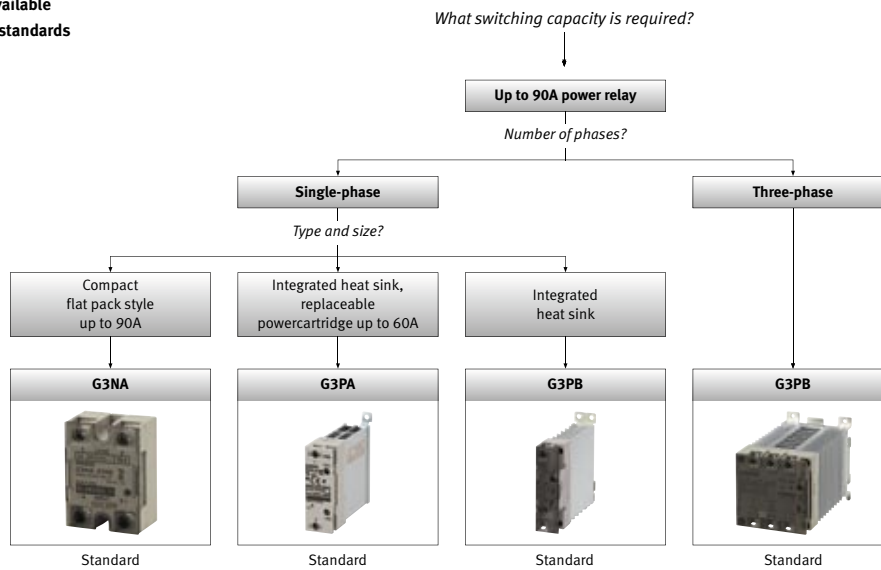 vailable
standards
What switching capacity is required?
Up to 90A power relay
Number of phases?
Single-phase
Three-phase
Type and size?
Compact
flat pack style
up to 90A
Integrated heat sink,
replaceable
powercartridge up to 60A
Integrated
heat sink
G3NA
G3PA
G3PB
G3PB
Standard
Standard
Standard
Standard